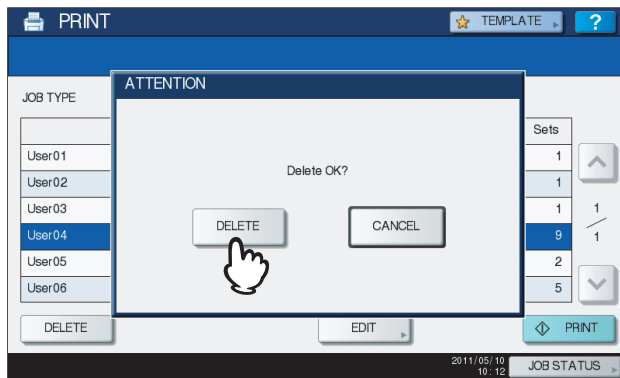 PRINT
TEMPLATE
?
ATTENTION
JOB TYPE
Sets
Delete OK?
User01 1
User02 1
User03 1
User04 9
User05 2
User06 5
1
1
DELETE
CANCEL
DELETE
EDIT
PRINT
2011/05/10
10:12
JOB STATUS